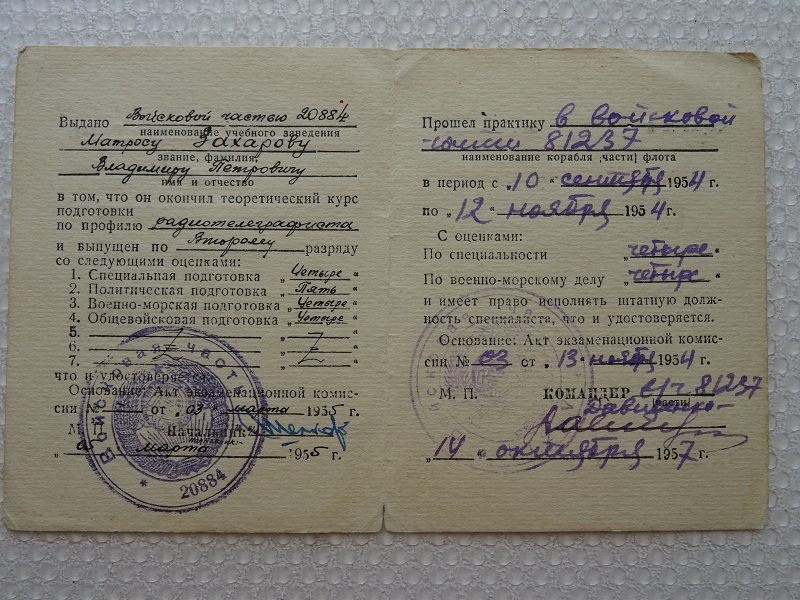 Выдано Войсковой частью 20884
наименование учебного заведения
Матросу Захарову
звание, фамилия,
Владимиру Петровичу
имя и отчество
в том, что он окончил теоретический курс
подготовки
по профилю радиотелеграфиста
и выпущен по Второму разряду
со следующими оценками:
1. Специальная подготовка „Четыре“
2. Политическая подготовка „Пять“
3. Военно-морская подготовка „Четыре“
4. Общевойсковая подготовка „Четыре“
5.
6.
7.
что и удостоверяется.
Основание: Акт экзаменационной комис-
сии № от „03“ марта 1955 г.
М. П. Начальник
„05“ марта 1955 г.
Войсковая часть
* 20884
Прошел практику в войсковой
части 81237
наименование корабля [части] флота
в период с „10“ сентября 1954 г.
по „12“ ноября 1954 г.
С оценками:
По специальности „четыре“
По военно-морскому делу „четыре“
и имеет право исполнять штатную долж-
ность специалиста, что и удостоверяется.
Основание: Акт экзаменационной комис-
сии № 03 от „13“ ноября 1954 г.
М. П. КОМАНДИР в/ч 81237
[части]
„14“ октября 1957 г.